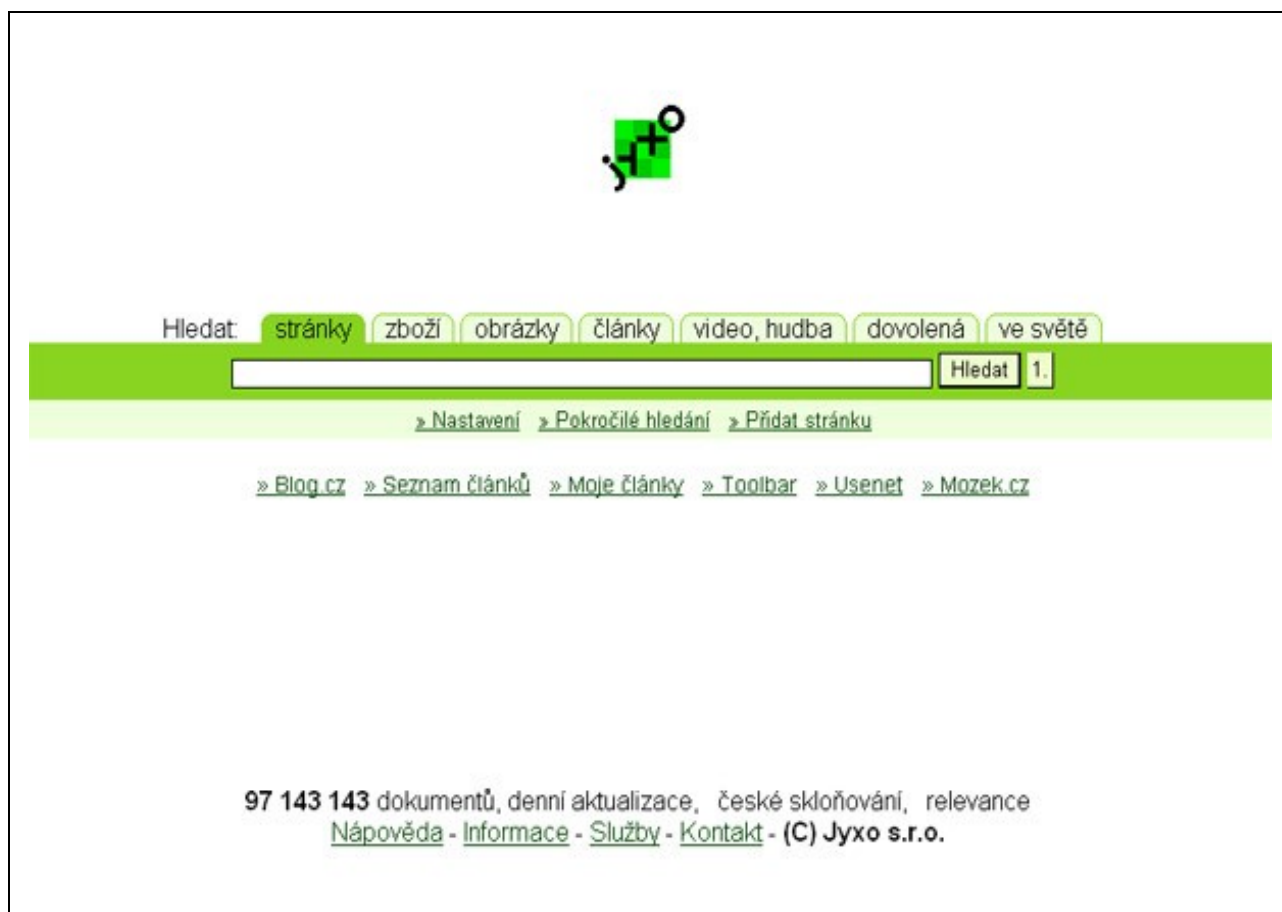 jyxo
Hledat: stránky zboží obrázky články video, hudba dovolená ve světě
Hledat 1.
» Nastavení » Pokročilé hledání » Přidat stránku
» Blog.cz » Seznam článků » Moje články » Toolbar » Usenet » Mozek.cz
97 143 143 dokumentů, denní aktualizace, české skloňování, relevance
Nápověda - Informace - Služby - Kontakt - (C) Jyxo s.r.o.